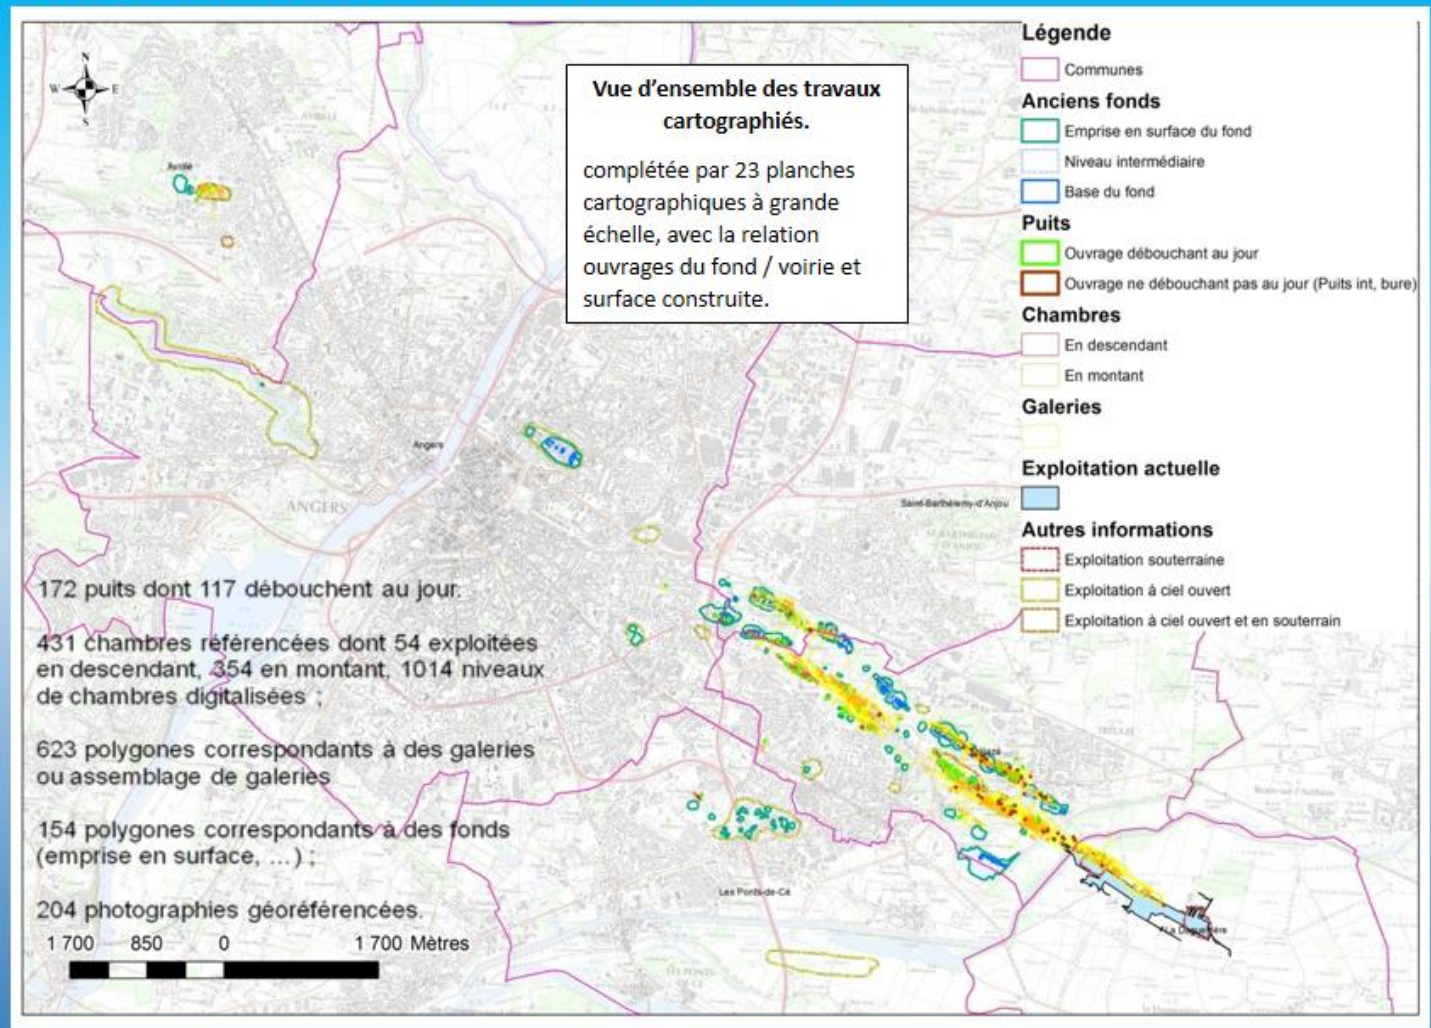 Vue d'ensemble des travaux
cartographiés.
complétée par 23 planches
cartographiques à grande
échelle, avec la relation
ouvrages du fond / voirie et
surface construite.
Légende
Communes
Anciens fonds
Emprise en surface du fond
Niveau intermédiaire
Base du fond
Puits
Ouvrage débouchant au jour
Ouvrage ne débouchant pas au jour (Puits int, bure)
Chambres
En descendant
En montant
Galeries
Exploitation actuelle
Autres informations
Exploitation souterraine
Exploitation à ciel ouvert
Exploitation à ciel ouvert et en souterrain
N
W E
S
Avrillé
Angers
ANGERS
Saint-Barthélemy-d'Anjou
Trélazé
TRÉLAZÉ
Les Ponts-de-Cé
La Daguenière
172 puits dont 117 débouchent au jour.
431 chambres référencées dont 54 exploitées
en descendant, 354 en montant, 1014 niveaux
de chambres digitalisées ;
623 polygones correspondants à des galeries
ou assemblage de galeries
154 polygones correspondants à des fonds
(emprise en surface, ...) ;
204 photographies géoréférencées.
1 700 850 0 1 700 Mètres